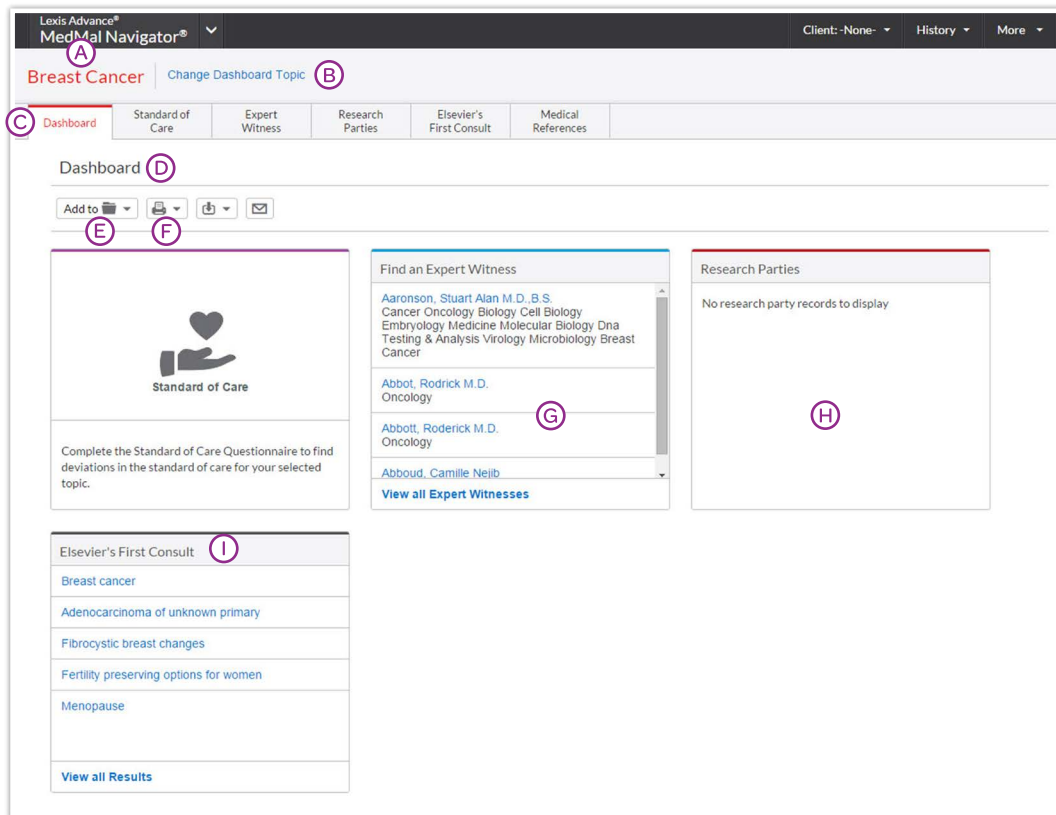 Lexis Advance®
MedMal Navigator®
Client: -None-
History
More
A
Breast Cancer
Change Dashboard Topic
B
C
Dashboard
Standard of
Care
Expert
Witness
Research
Parties
Elsevier's
First Consult
Medical
References
Dashboard
D
Add to
E
F
Standard of Care
Complete the Standard of Care Questionnaire to find
deviations in the standard of care for your selected
topic.
Find an Expert Witness
Aaronson, Stuart Alan M.D.,B.S.
Cancer Oncology Biology Cell Biology
Embryology Medicine Molecular Biology Dna
Testing & Analysis Virology Microbiology Breast
Cancer
Abbot, Rodrick M.D.
Oncology
G
Abbott, Roderick M.D.
Oncology
Abboud, Camille Nejib
View all Expert Witnesses
Research Parties
No research party records to display
H
Elsevier's First Consult
I
Breast cancer
Adenocarcinoma of unknown primary
Fibrocystic breast changes
Fertility preserving options for women
Menopause
View all Results